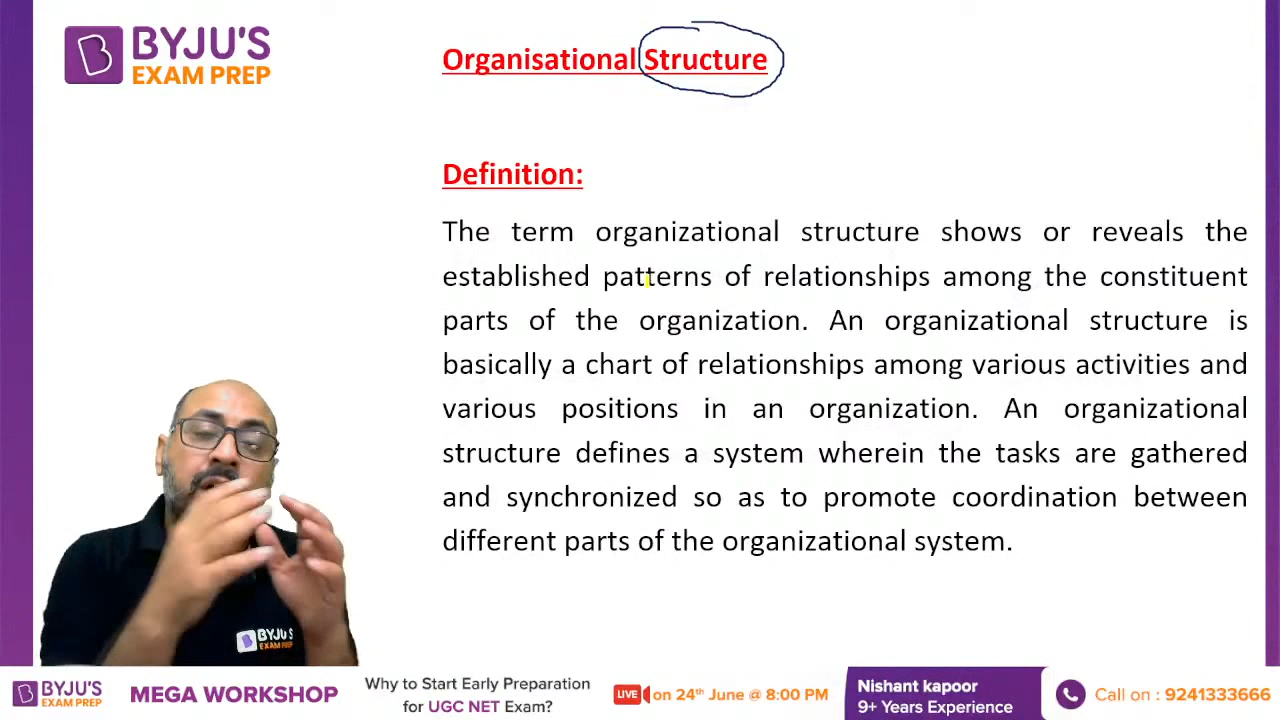 BYJU'S
EXAM PREP
Organisational Structure
Definition:
The term organizational structure shows or reveals the
established patterns of relationships among the constituent
parts of the organization. An organizational structure is
basically a chart of relationships among various activities and
various positions in an organization. An organizational
structure defines a system wherein the tasks are gathered
and synchronized so as to promote coordination between
different parts of the organizational system.
BYJU'S
EXAM PREP
BYJU'S
EXAM PREP
MEGA WORKSHOP
Why to Start Early Preparation
for UGC NET Exam?
LIVE on 24th June @ 8:00 PM
Nishant kapoor
9+ Years Experience
Call on : 9241333666